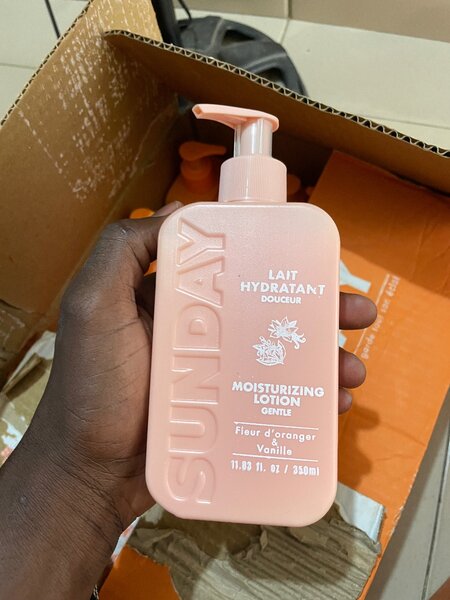 SUNDAY
LAIT
HYDRATANT
DOUCEUR
MOISTURIZING
LOTION
GENTLE
Fleur d'oranger
&
Vanille
11.83 fl. oz / 350ml